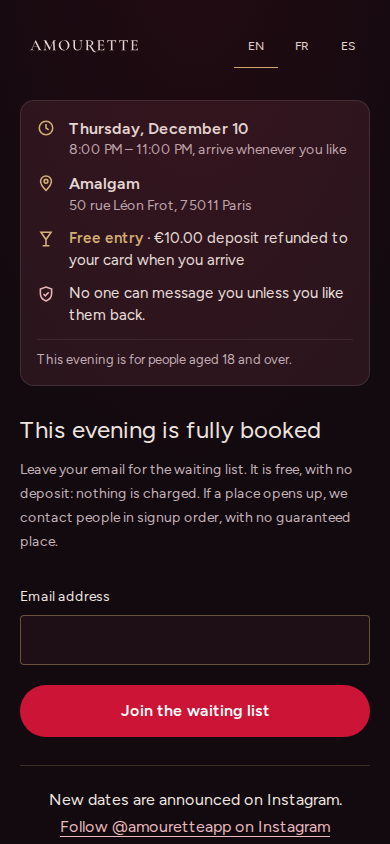 AMOURETTE
EN FR ES
Thursday, December 10
8:00 PM – 11:00 PM, arrive whenever you like
Amalgam
50 rue Léon Frot, 75011 Paris
Free entry · €10.00 deposit refunded to
your card when you arrive
No one can message you unless you like
them back.
This evening is for people aged 18 and over.
This evening is fully booked
Leave your email for the waiting list. It is free, with no
deposit: nothing is charged. If a place opens up, we
contact people in signup order, with no guaranteed
place.
Email address
Join the waiting list
New dates are announced on Instagram.
Follow @amouretteapp on Instagram